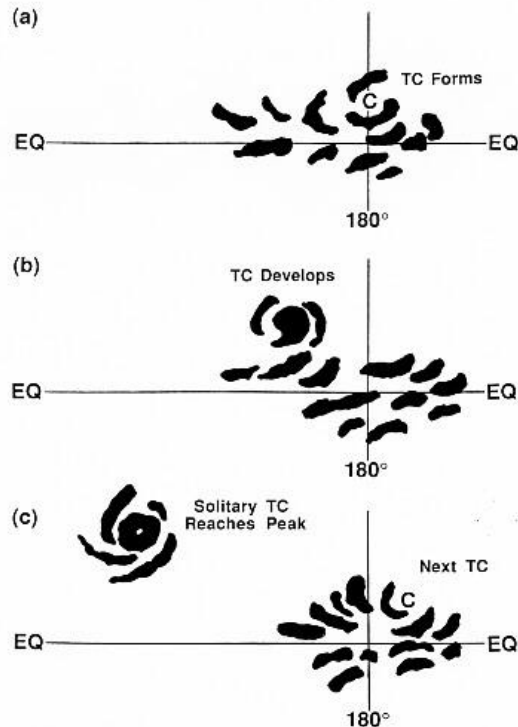 (a)
TC Forms
C
EQ
EQ
180°
(b)
TC Develops
EQ
EQ
180°
(c)
Solitary TC
Reaches Peak
Next TC
C
EQ
EQ
180°